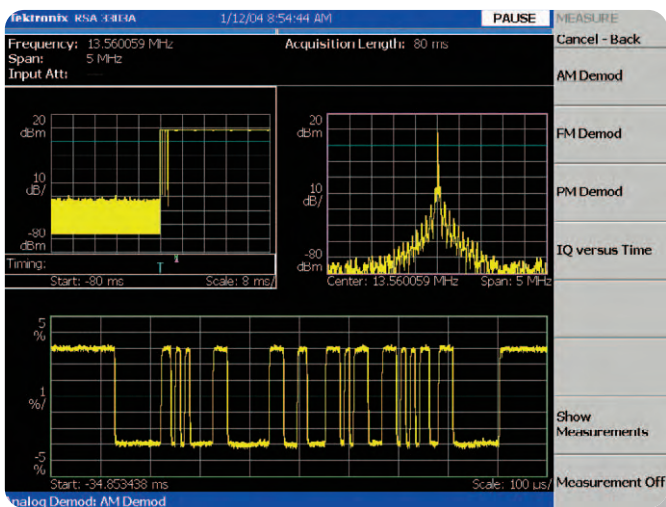 Tektronix RSA 3303A 1/12/04 8:54:44 AM PAUSE MEASURE
Cancel - Back
Frequency: 13.560059 MHz Acquisition Length: 80 ms
Span: 5 MHz
Input Att:
AM Demod
FM Demod
PM Demod
IQ versus Time
20
dBm
10
dB/
-80
dBm
Timing: T
Start: -80 ms Scale: 8 ms/
20
dBm
10
dB/
-80
dBm
Center: 13.560059 MHz Span: 5 MHz
5
%
1
%/
-5
%
Start: -34.853438 ms Scale: 100 µs/
Show
Measurements
Measurement Off
Analog Demod: AM Demod